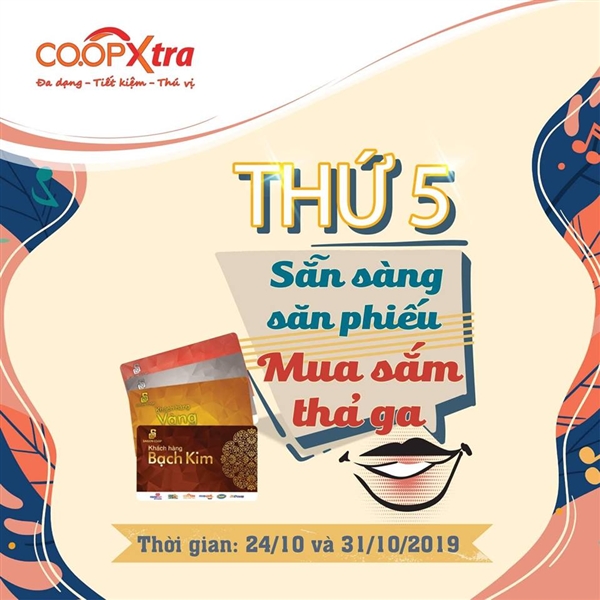 CO.OPXtra
Đa dạng – Tiết kiệm – Thú vị
THỨ 5
Sẵn sàng
săn phiếu
Mua sắm
thả ga
Vàng
Khách hàng
Bạch Kim
Thời gian: 24/10 và 31/10/2019